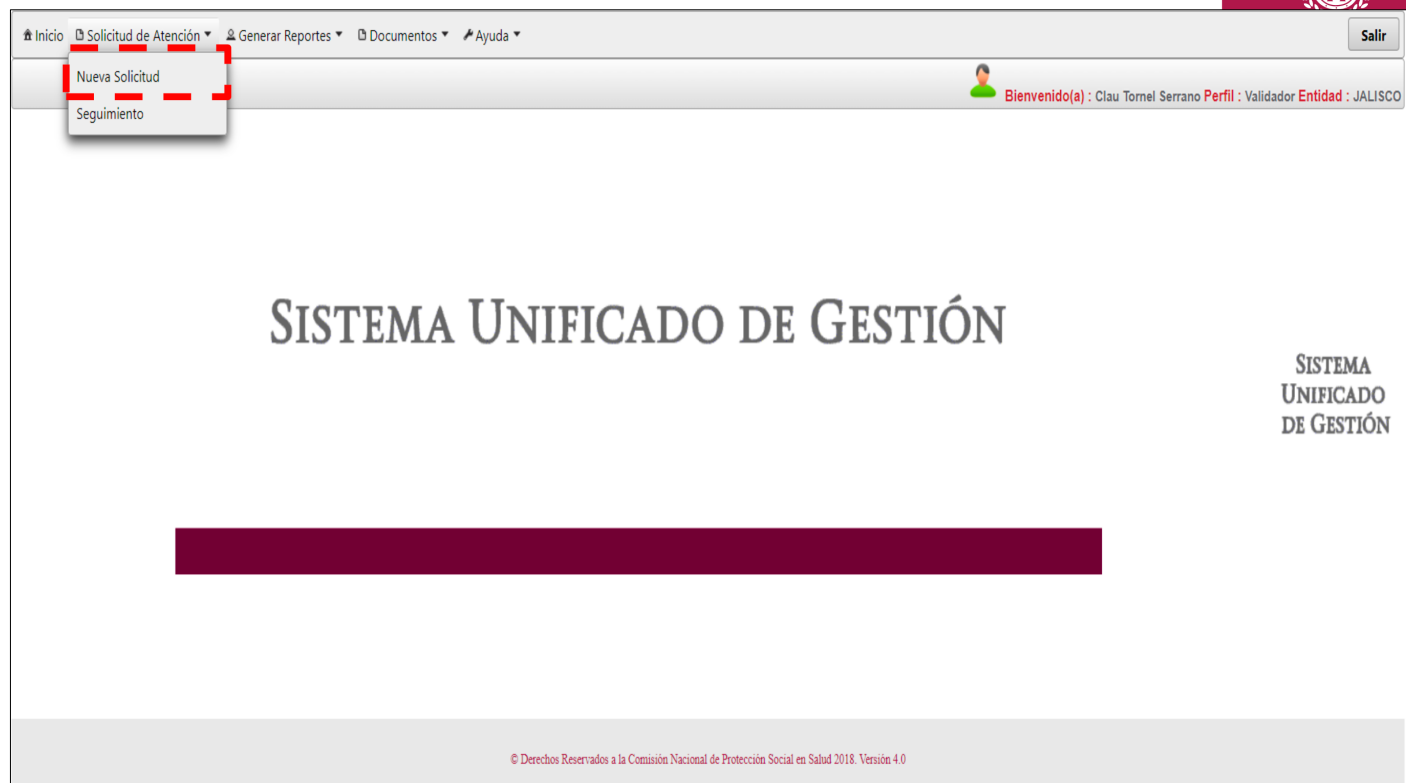 Inicio Solicitud de Atención Generar Reportes Documentos Ayuda Salir
Nueva Solicitud
Seguimiento
Bienvenido(a) : Clau Tornel Serrano Perfil : Validador Entidad : JALISCO
SISTEMA UNIFICADO DE GESTIÓN
SISTEMA
UNIFICADO
DE GESTIÓN
© Derechos Reservados a la Comisión Nacional de Protección Social en Salud 2018. Versión 4.0